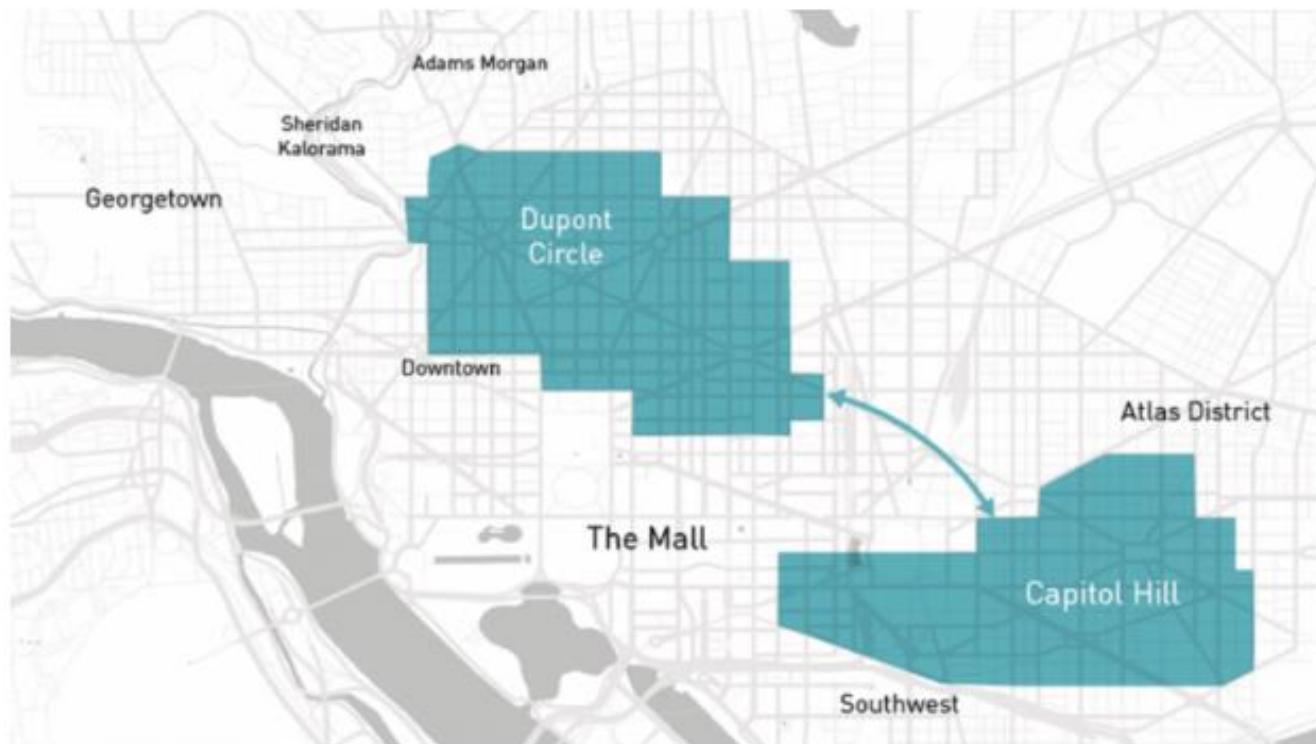 Adams Morgan
Sheridan
Kalorama
Georgetown
Dupont
Circle
Downtown
Atlas District
The Mall
Capitol Hill
Southwest